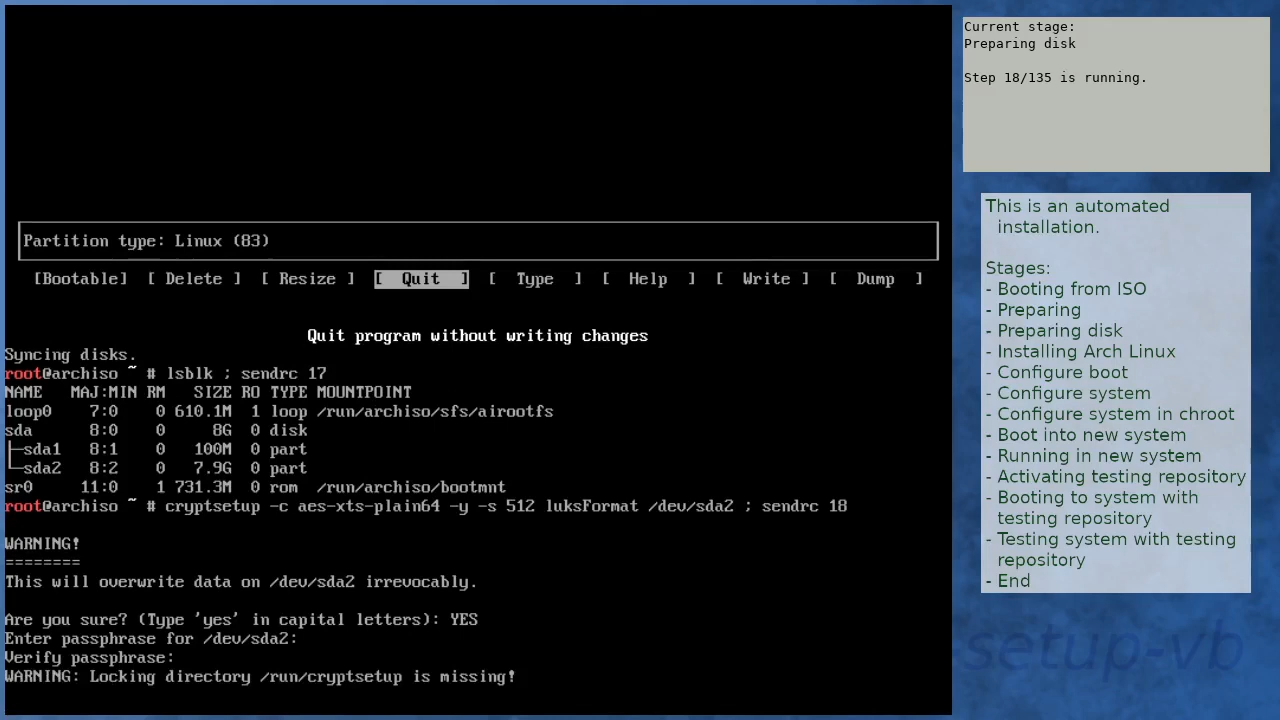 Partition type: Linux (83)
[Bootable] [ Delete ] [ Resize ] [ Quit ] [ Type ] [ Help ] [ Write ] [ Dump ]
Quit program without writing changes
Syncing disks.
root@archiso ~ # lsblk ; sendrc 17
NAME MAJ:MIN RM SIZE RO TYPE MOUNTPOINT
loop0 7:0 0 610.1M 1 loop /run/archiso/sfs/airootfs
sda 8:0 0 8G 0 disk
├─sda1 8:1 0 100M 0 part
└─sda2 8:2 0 7.9G 0 part
sr0 11:0 1 731.3M 0 rom /run/archiso/bootmnt
root@archiso ~ # cryptsetup -c aes-xts-plain64 -y -s 512 luksFormat /dev/sda2 ; sendrc 18
WARNING!
========
This will overwrite data on /dev/sda2 irrevocably.
Are you sure? (Type 'yes' in capital letters): YES
Enter passphrase for /dev/sda2:
Verify passphrase:
WARNING: Locking directory /run/cryptsetup is missing!
Current stage:
Preparing disk
Step 18/135 is running.
This is an automated
installation.
Stages:
- Booting from ISO
- Preparing
- Preparing disk
- Installing Arch Linux
- Configure boot
- Configure system
- Configure system in chroot
- Boot into new system
- Running in new system
- Activating testing repository
- Booting to system with
testing repository
- Testing system with testing
repository
- End
setup-vb